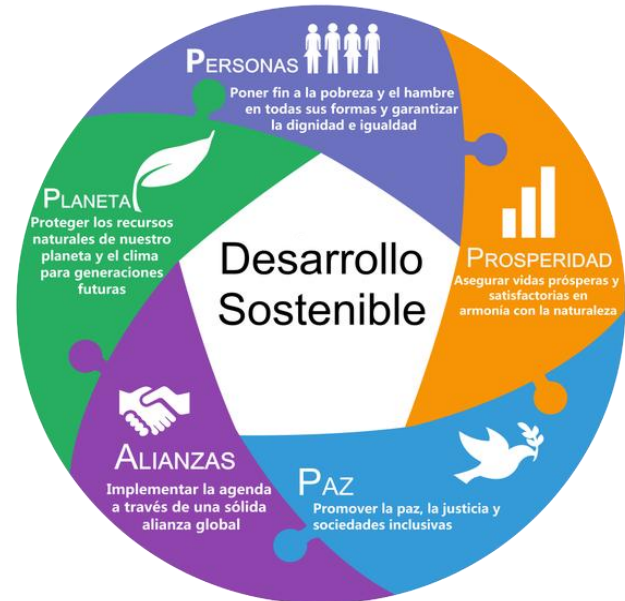 PERSONAS
Poner fin a la pobreza y el hambre
en todas sus formas y garantizar
la dignidad e igualdad
PROSPERIDAD
Asegurar vidas prósperas y
satisfactorias en
armonía con la naturaleza
PAZ
Promover la paz, la justicia y
sociedades inclusivas
ALIANZAS
Implementar la agenda
a través de una sólida
alianza global
PLANETA
Proteger los recursos
naturales de nuestro
planeta y el clima
para generaciones
futuras
Desarrollo
Sostenible